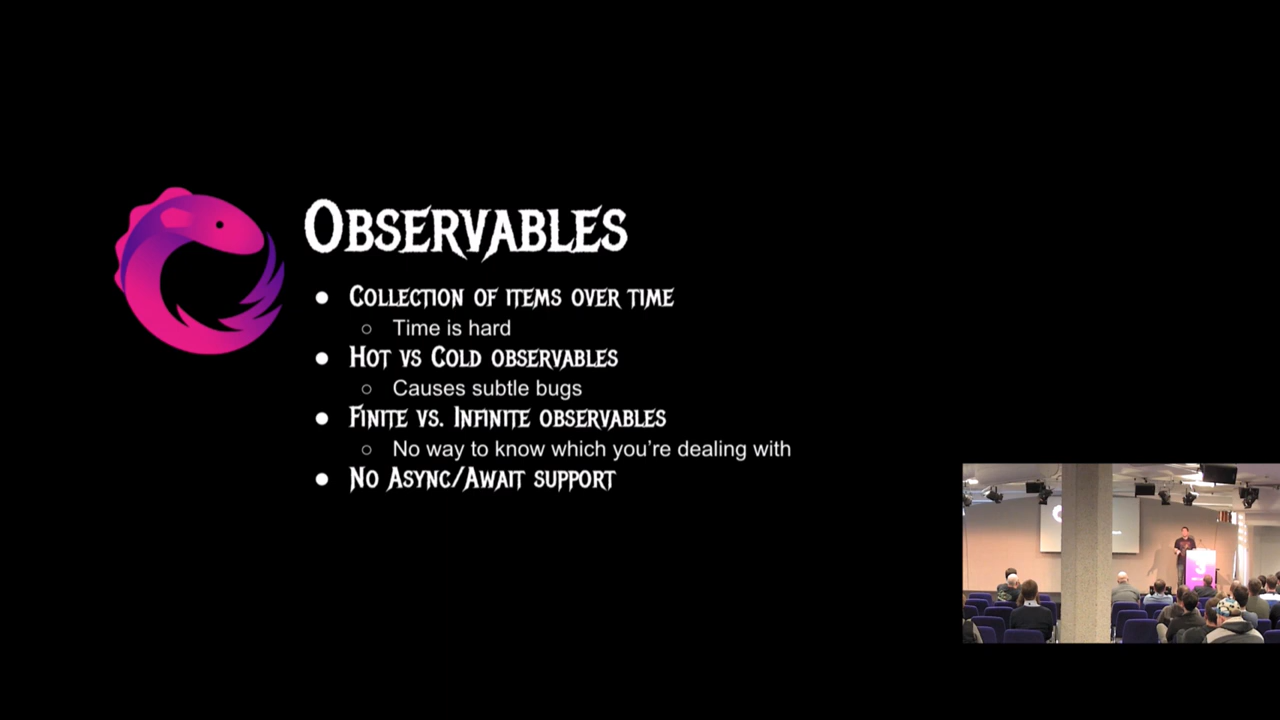 Observables
● Collection of items over time
○ Time is hard
● Hot vs Cold observables
○ Causes subtle bugs
● Finite vs. Infinite observables
○ No way to know which you're dealing with
● No Async/Await support